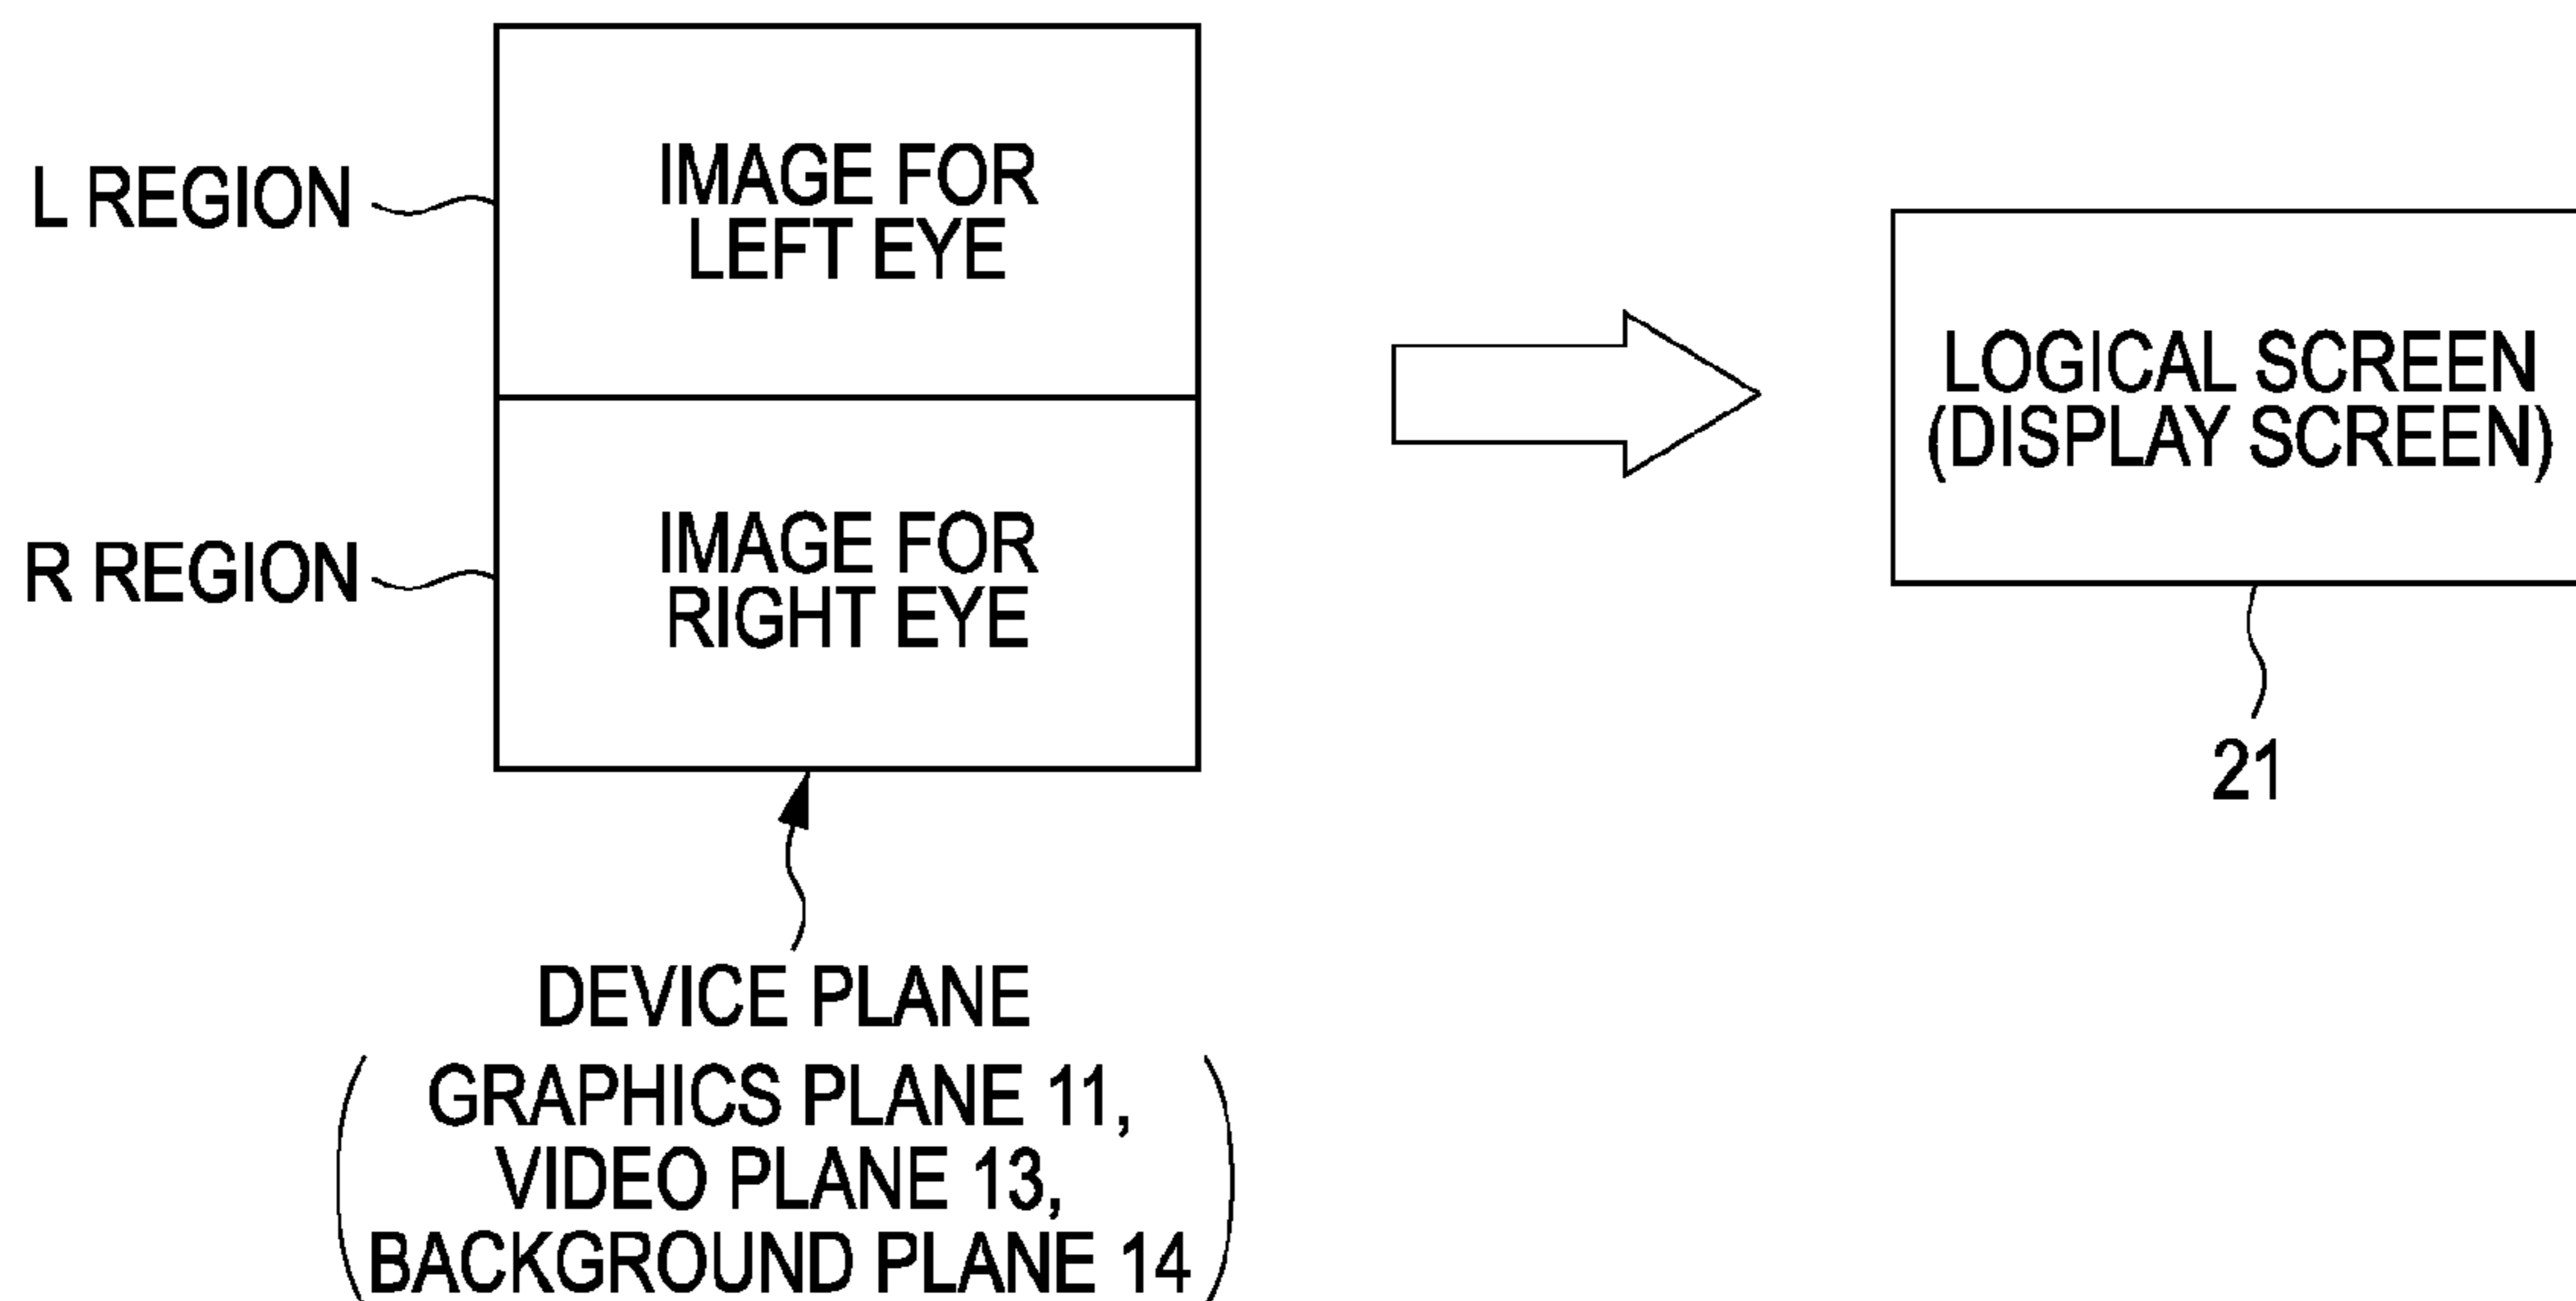 L REGION
IMAGE FOR
LEFT EYE
R REGION
IMAGE FOR
RIGHT EYE
DEVICE PLANE
GRAPHICS PLANE 11,
VIDEO PLANE 13,
BACKGROUND PLANE 14
LOGICAL SCREEN
(DISPLAY SCREEN)
21